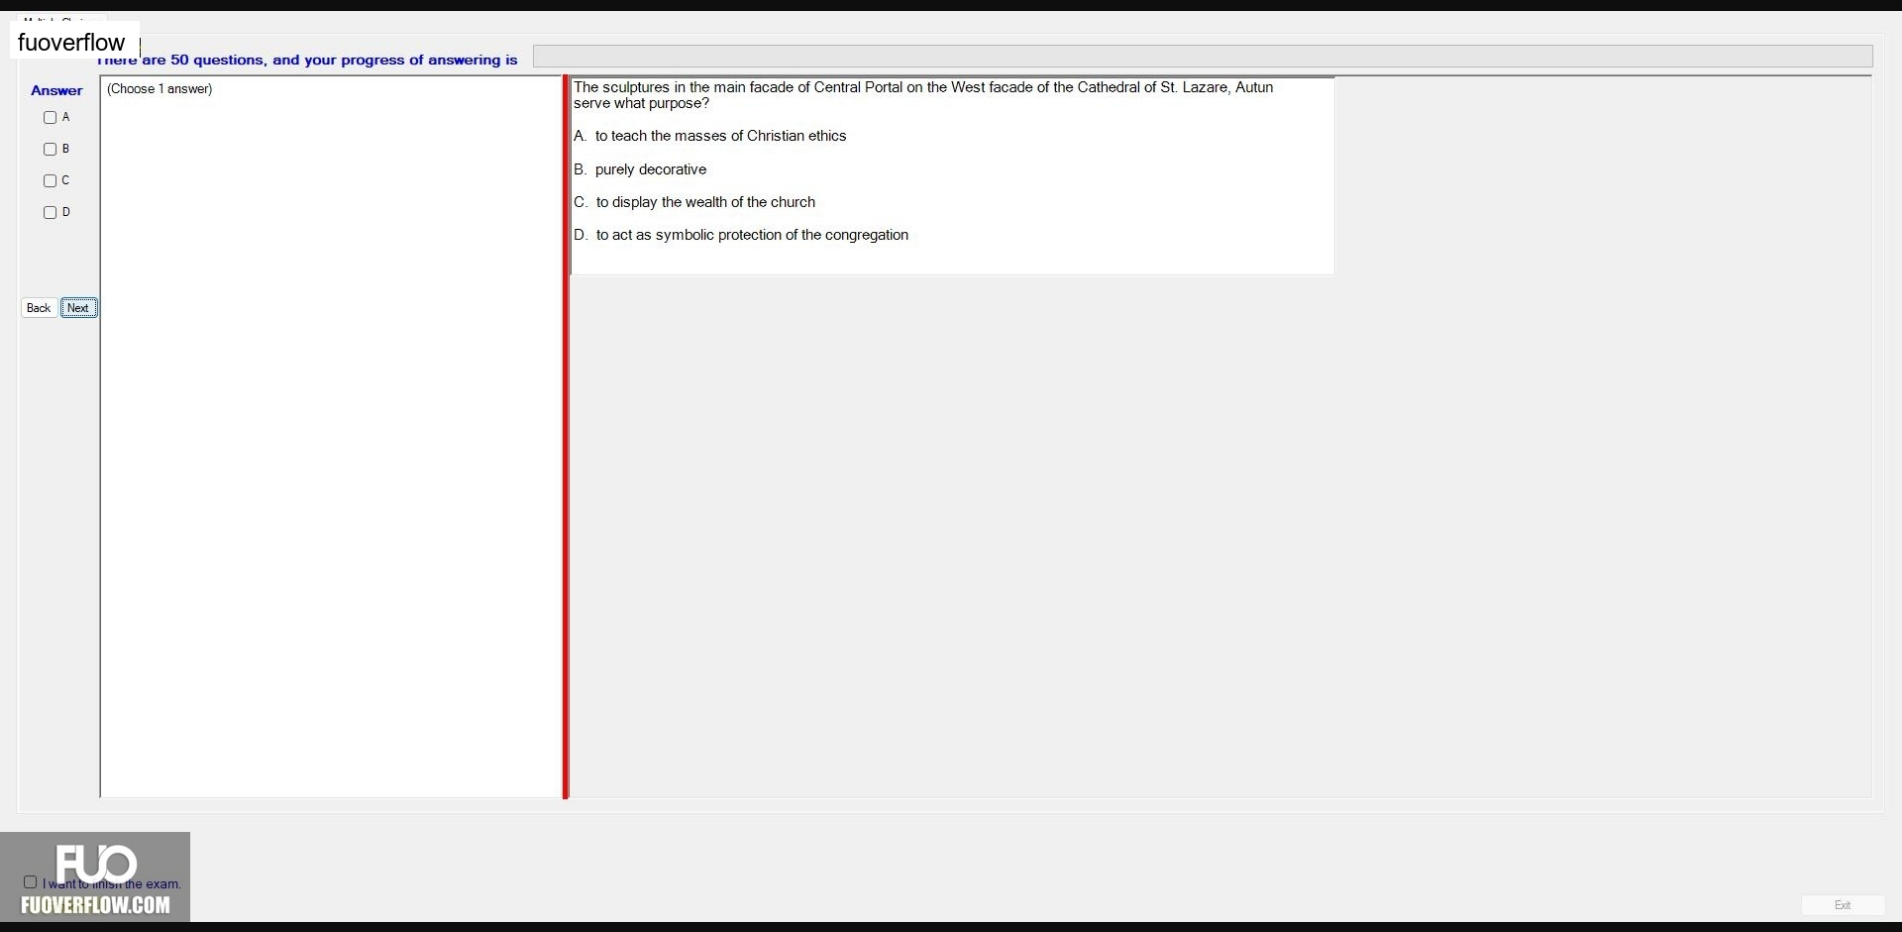 fuoverflow
There are 50 questions, and your progress of answering is
Answer
(Choose 1 answer)
A
B
C
D
Back Next
The sculptures in the main facade of Central Portal on the West facade of the Cathedral of St. Lazare, Autun
serve what purpose?
A. to teach the masses of Christian ethics
B. purely decorative
C. to display the wealth of the church
D. to act as symbolic protection of the congregation
FUO
I want to finish the exam.
FUOVERFLOW.COM
Exit